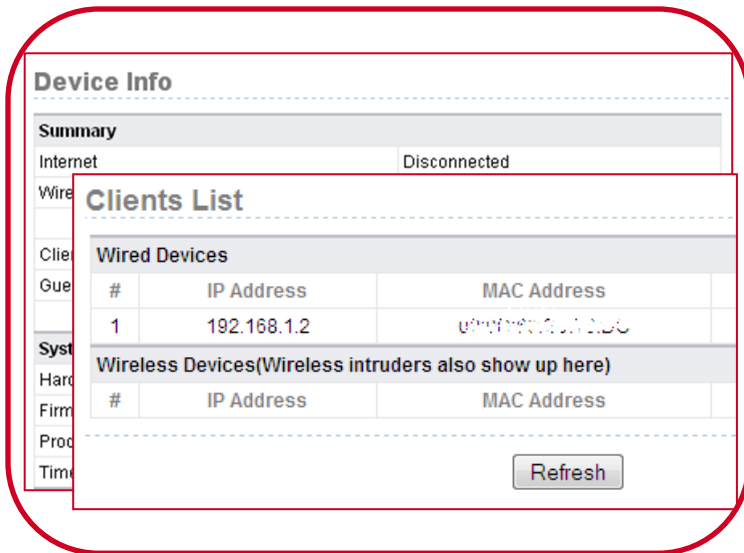 Device Info
Summary
Internet Disconnected
Wire
Clie
Gue
Syst
Hard
Firm
Prod
Time
Clients List
Wired Devices
# IP Address MAC Address
1 192.168.1.2
Wireless Devices(Wireless intruders also show up here)
# IP Address MAC Address
Refresh